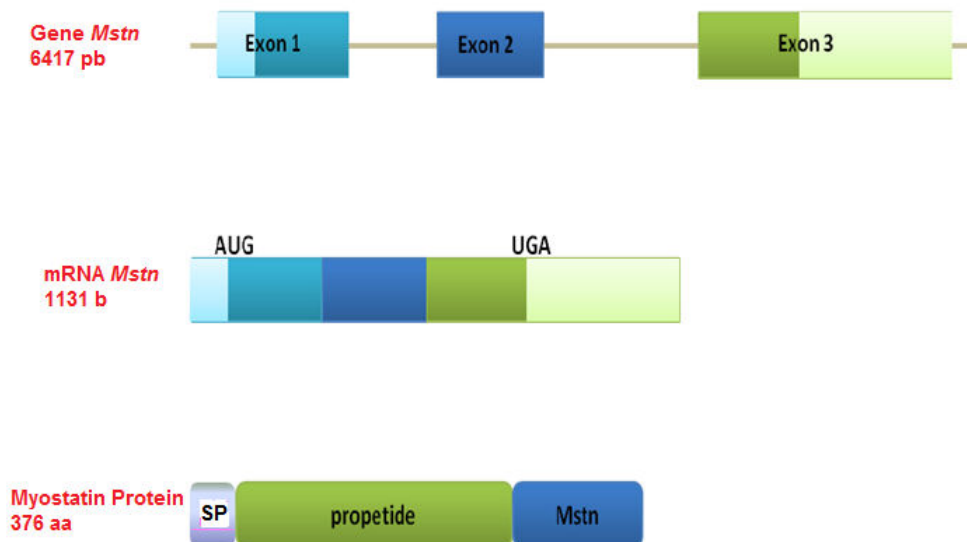 Gene Mstn
6417 pb
Exon 1
Exon 2
Exon 3
AUG
UGA
mRNA Mstn
1131 b
Myostatin Protein
376 aa
SP
propetide
Mstn